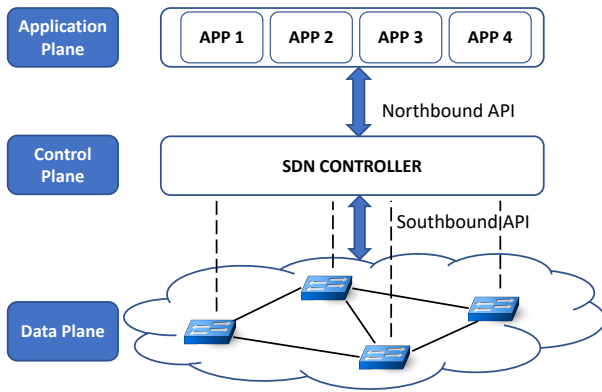 Application
Plane
APP 1
APP 2
APP 3
APP 4
Northbound API
Control
Plane
SDN CONTROLLER
Southbound API
Data Plane